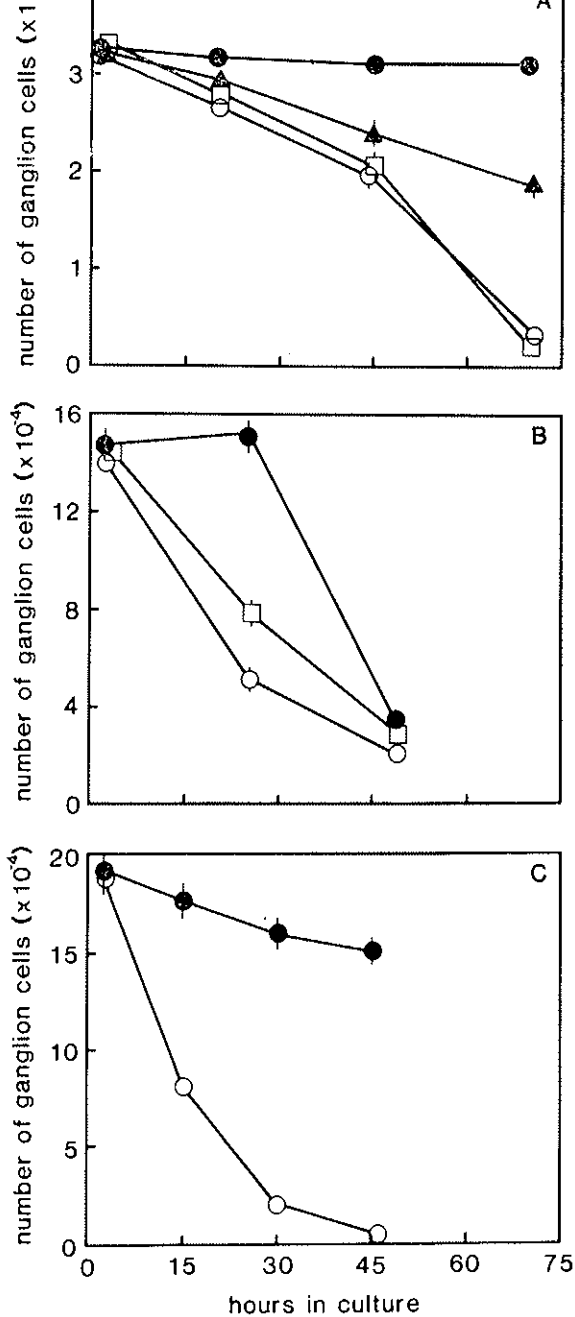 A
number of ganglion cells (x1
3
2
1
0
B
number of ganglion cells (x10⁻⁴)
16
12
8
4
0
C
number of ganglion cells (x10⁻⁴)
20
15
10
5
0
0 15 30 45 60 75
hours in culture